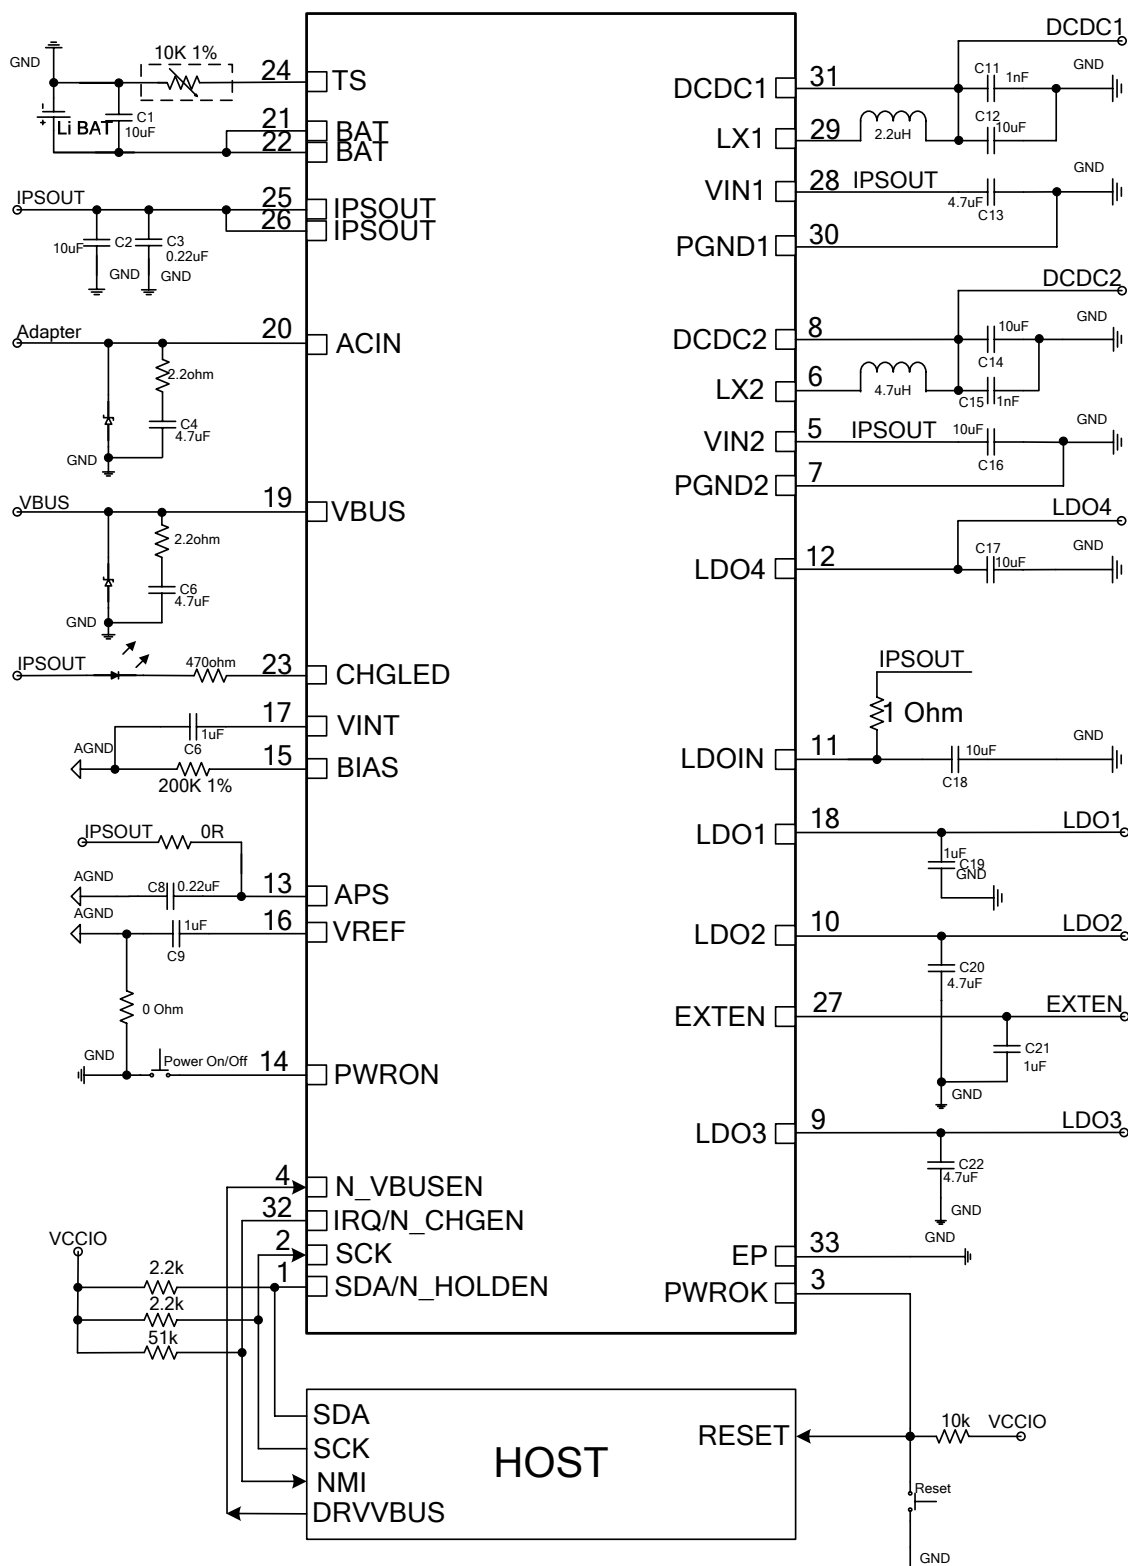 GND
10K 1%
24
TS
Li BAT
C1
10uF
21
BAT
22
BAT
IPSOUT
25
IPSOUT
26
IPSOUT
10uF
C2
C3
0.22uF
GND
GND
Adapter
20
ACIN
2.2ohm
C4
4.7uF
GND
VBUS
19
VBUS
2.2ohm
C6
4.7uF
GND
IPSOUT
470ohm
23
CHGLED
17
VINT
1uF
C6
AGND
15
BIAS
200K 1%
IPSOUT
0R
AGND
C8
0.22uF
13
APS
AGND
1uF
C9
16
VREF
0 Ohm
GND
Power On/Off
14
PWRON
4
N_VBUSEN
32
IRQ/N_CHGEN
2
SCK
1
SDA/N_HOLDEN
VCCIO
2.2k
2.2k
51k
DCDC1
DCDC1
31
C11
1nF
GND
LX1
29
2.2uH
C12
10uF
VIN1
28
IPSOUT
4.7uF
C13
GND
PGND1
30
DCDC2
DCDC2
8
10uF
C14
GND
LX2
6
4.7uH
C15
1nF
VIN2
5
IPSOUT
10uF
C16
GND
PGND2
7
LDO4
LDO4
12
C17
10uF
GND
IPSOUT
1 Ohm
LDOIN
11
10uF
C18
GND
LDO1
18
LDO1
1uF
C19
GND
LDO2
10
LDO2
C20
4.7uF
EXTEN
27
EXTEN
C21
1uF
GND
LDO3
9
LDO3
C22
4.7uF
GND
EP
33
GND
PWROK
3
SDA
SCK
NMI
DRVVBUS
HOST
RESET
10k
VCCIO
Reset
GND